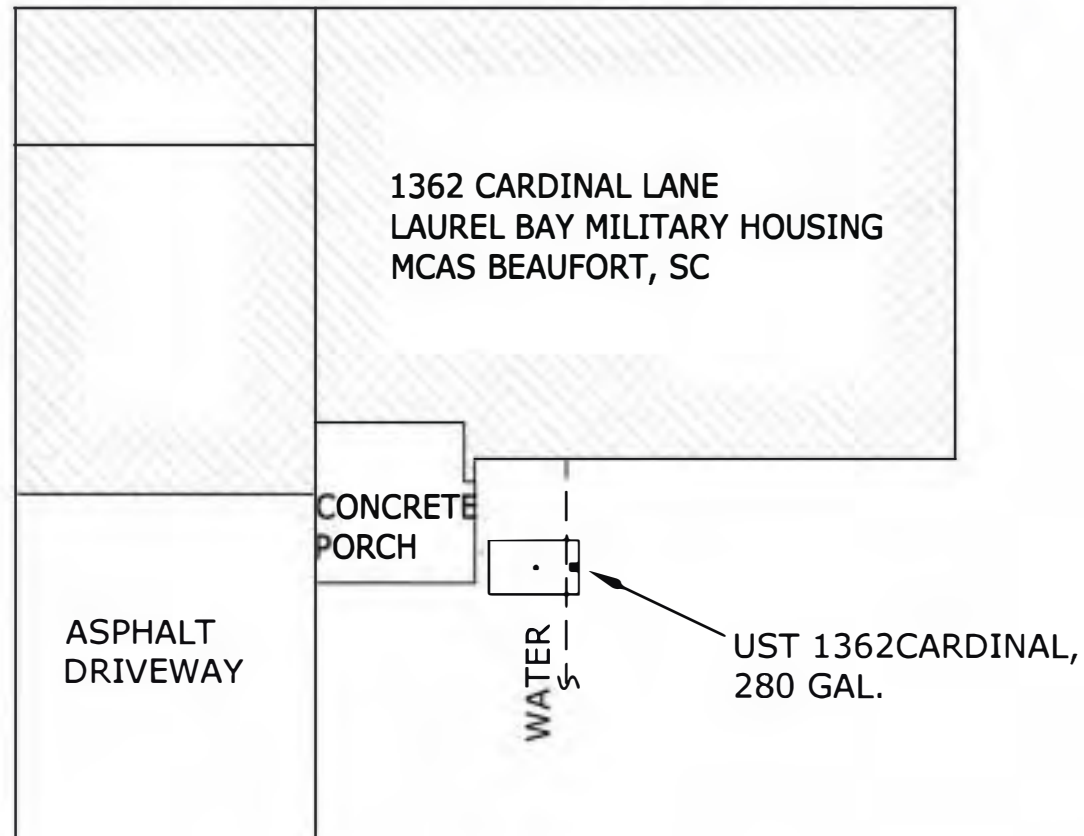 1362 CARDINAL LANE
LAUREL BAY MILITARY HOUSING
MCAS BEAUFORT, SC
CONCRETE
PORCH
ASPHALT
DRIVEWAY
WATER
UST 1362CARDINAL,
280 GAL.